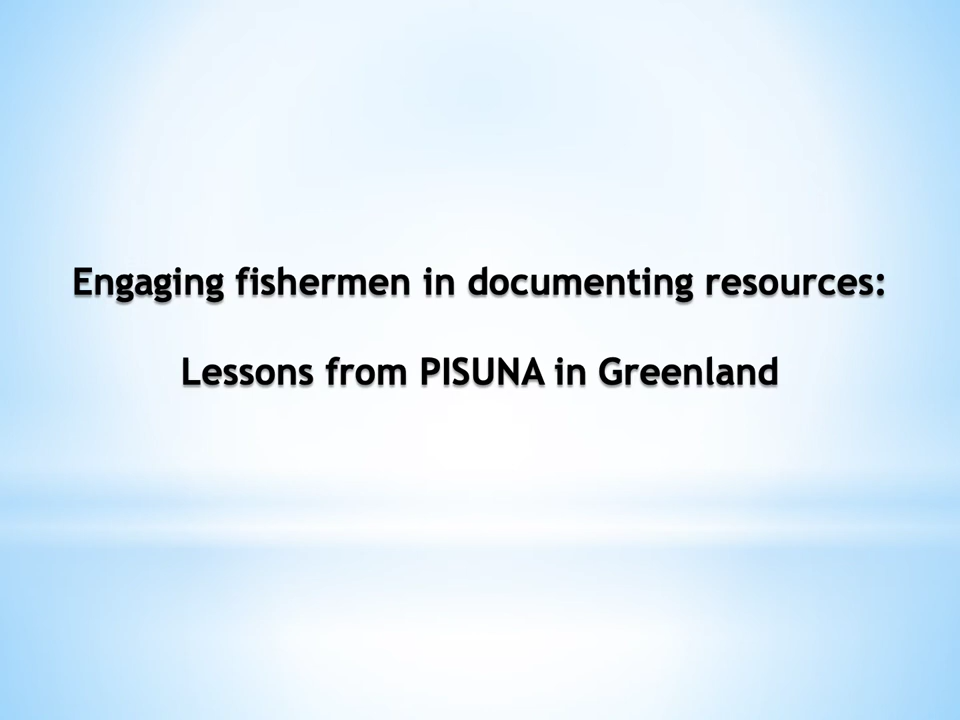 Engaging fishermen in documenting resources:
Lessons from PISUNA in Greenland